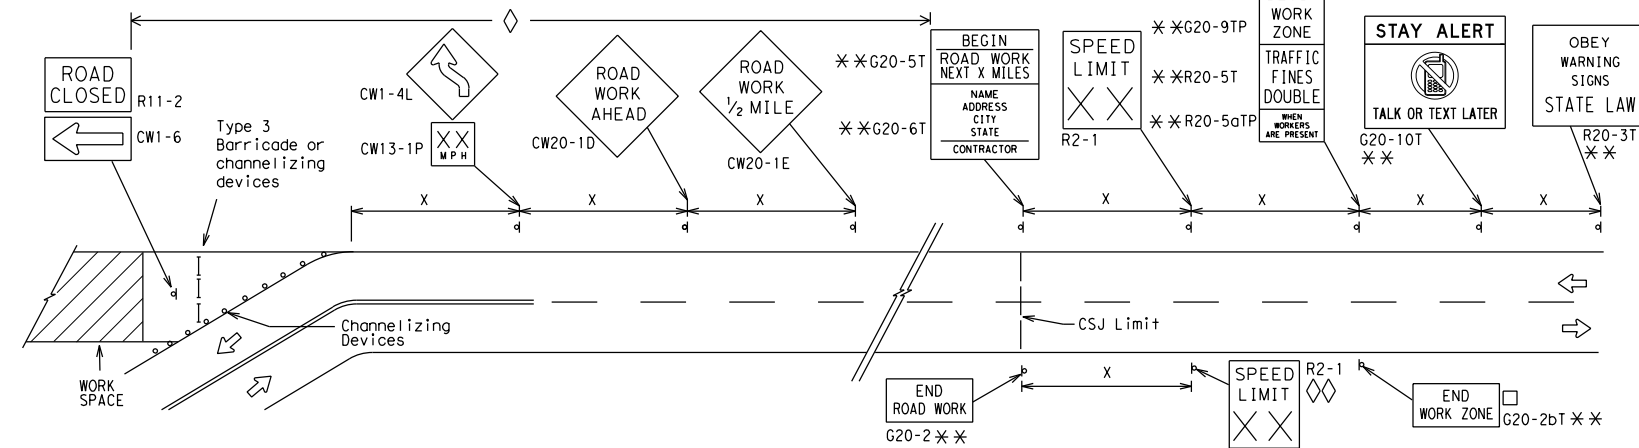 ROAD
CLOSED
R11-2
CW1-6
Type 3
Barricade or
channelizing
devices
CW1-4L
CW13-1P
XX
MPH
ROAD
WORK
AHEAD
CW20-1D
ROAD
WORK
1/2 MILE
CW20-1E
**G20-5T
**G20-6T
BEGIN
ROAD WORK
NEXT X MILES
NAME
ADDRESS
CITY
STATE
CONTRACTOR
SPEED
LIMIT
XX
R2-1
**G20-9TP
**R20-5T
**R20-5aTP
WORK
ZONE
TRAFFIC
FINES
DOUBLE
WHEN
WORKERS
ARE PRESENT
STAY ALERT
TALK OR TEXT LATER
G20-10T
**
OBEY
WARNING
SIGNS
STATE LAW
R20-3T
**
X X X X X X X
Channelizing
Devices
CSJ Limit
WORK
SPACE
END
ROAD WORK
G20-2**
X
SPEED
LIMIT
XX
R2-1
END
WORK ZONE
G20-2bT**